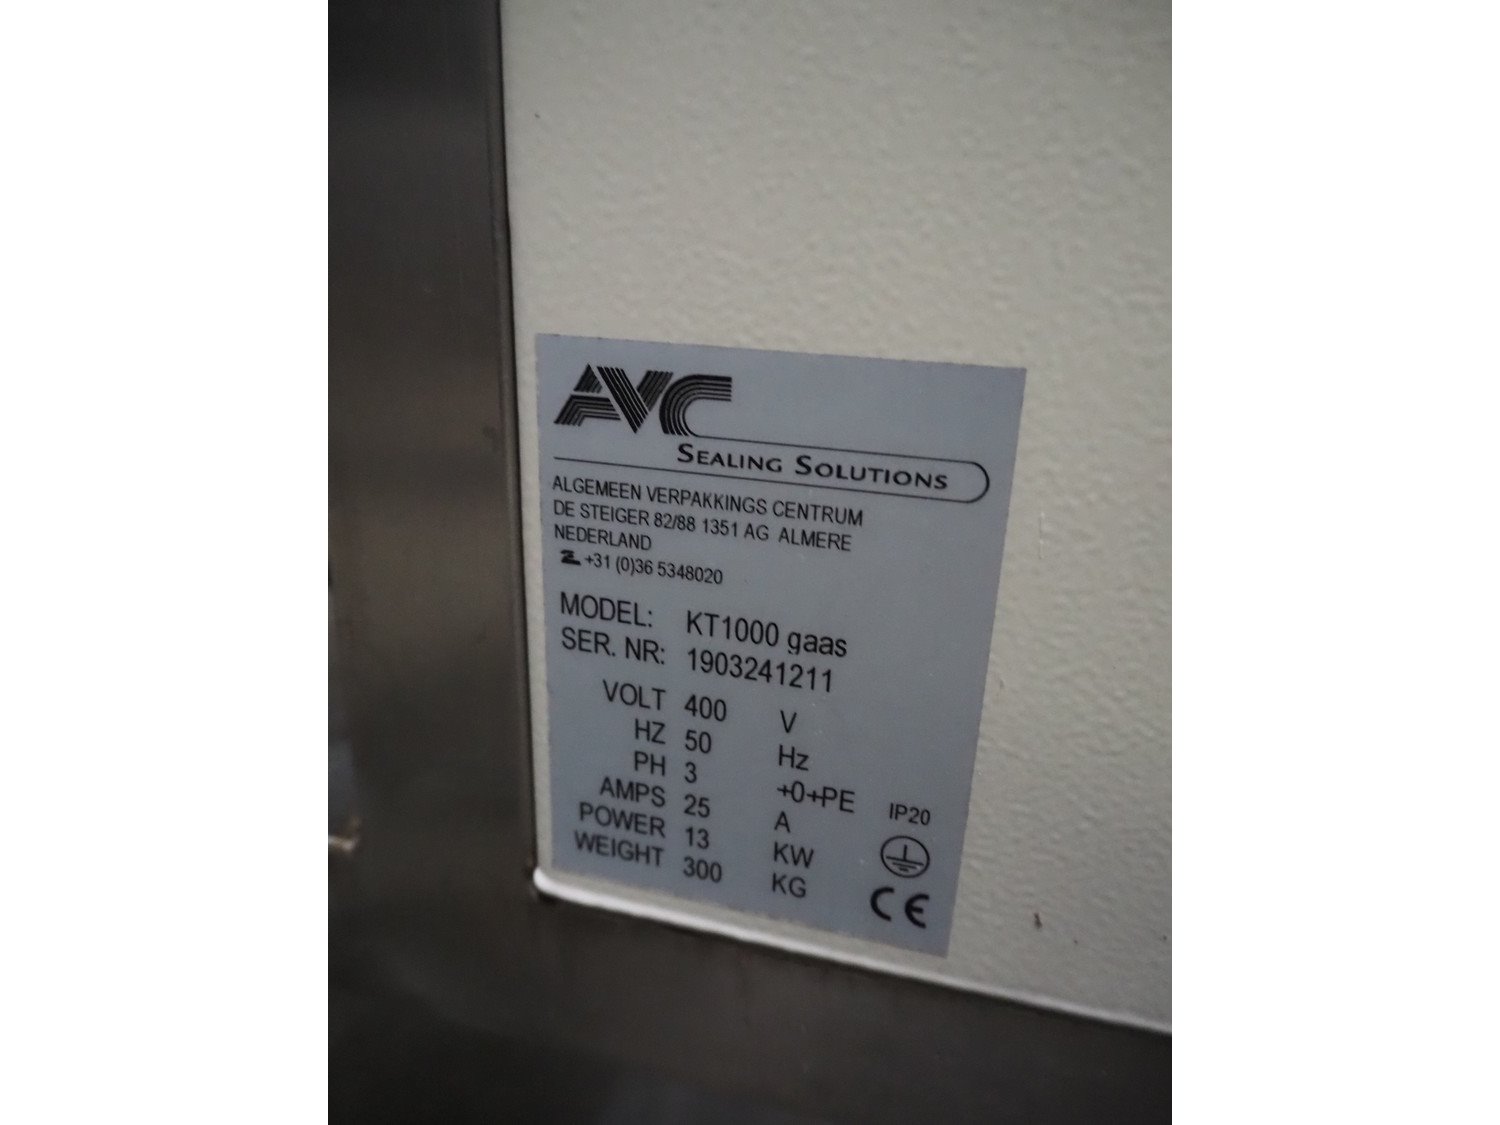 AVC
SEALING SOLUTIONS
ALGEMEEN VERPAKKINGS CENTRUM
DE STEIGER 82/88 1351 AG ALMERE
NEDERLAND
+31 (0)36 5348020
MODEL: KT1000 gaas
SER. NR: 1903241211
VOLT 400 V
HZ 50 Hz
PH 3 +0+PE IP20
AMPS 25 A
POWER 13 KW
WEIGHT 300 KG
CE